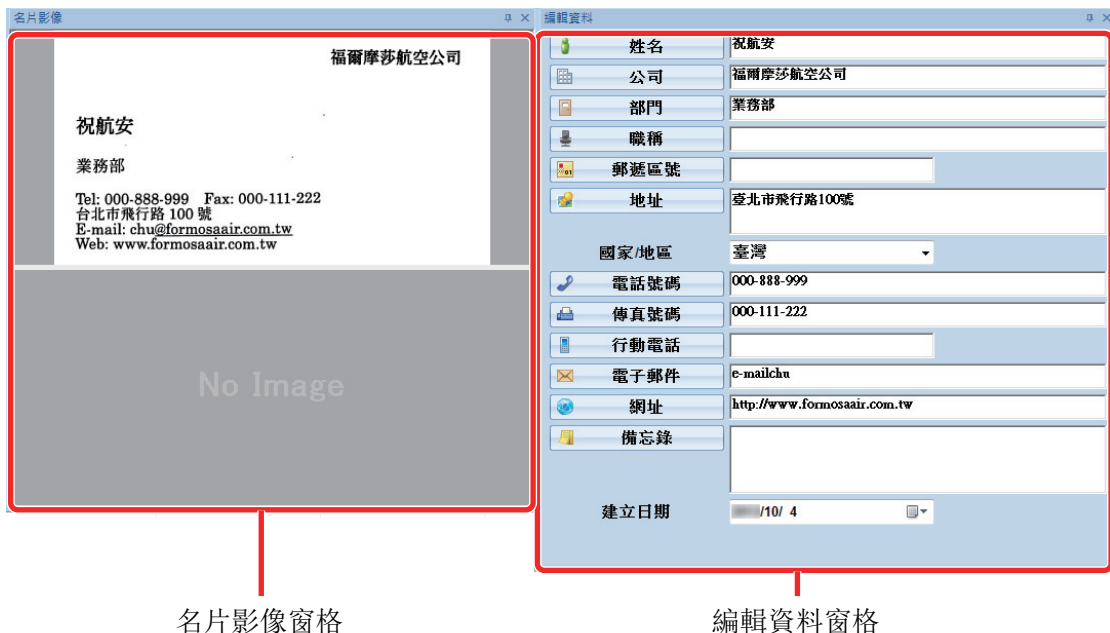 名片影像
福爾摩莎航空公司
祝航安
業務部
Tel: 000-888-999 Fax: 000-111-222
台北市飛行路 100 號
E-mail: chu@formosaair.com.tw
Web: www.formosaair.com.tw
No Image
名片影像窗格
編輯資料
姓名 祝航安
公司 福爾摩莎航空公司
部門 業務部
職稱
郵遞區號
地址 臺北市飛行路100號
國家/地區 臺灣
電話號碼 000-888-999
傳真號碼 000-111-222
行動電話
電子郵件 e-mailchu
網址 http://www.formosaair.com.tw
備忘錄
建立日期 /10/ 4
編輯資料窗格